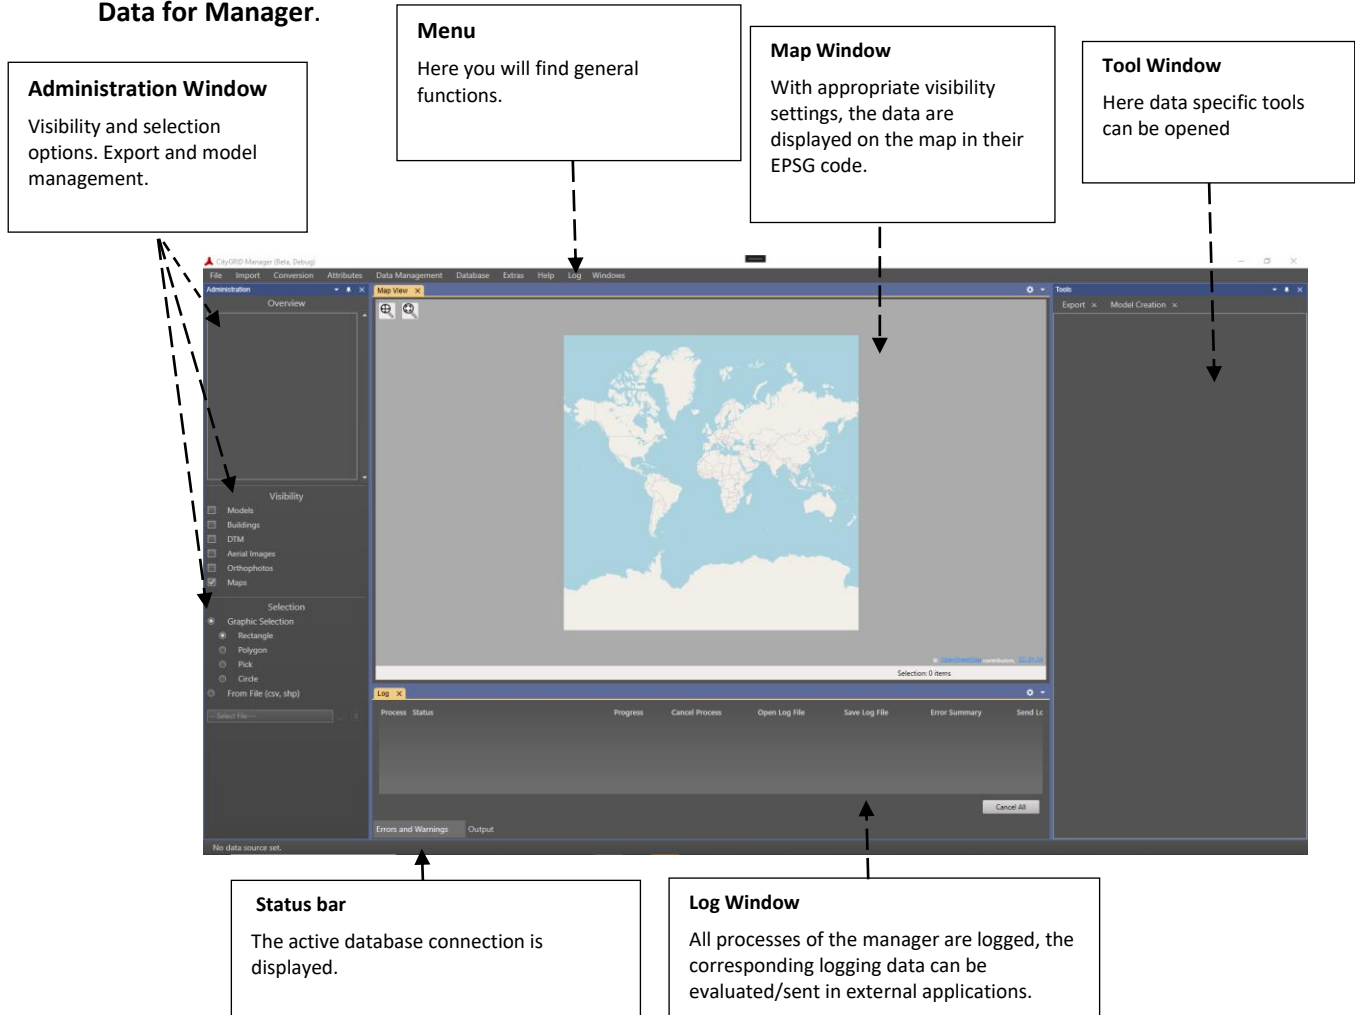 Data for Manager.
Menu
Here you will find general
functions.
Map Window
With appropriate visibility
settings, the data are
displayed on the map in their
EPSG code.
Tool Window
Here data specific tools
can be opened
Administration Window
Visibility and selection
options. Export and model
management.
CityGRID Manager (Beta, Debug)
File Import Conversion Attributes Data Management Database Extras Help Log Windows
Administration
Map View
Tools
Overview
Export Model Creation
Visibility
Models
Buildings
DTM
Aerial Images
Orthophotos
Maps
Selection
Graphic Selection
Rectangle
Polygon
Pick
Circle
From File (csv, shp)
---Select File---
...
© OpenStreetMap contributors,
Selection: 0 items
Log
Process Status Progress Cancel Process Open Log File Save Log File Error Summary Send Lc
Cancel All
Errors and Warnings Output
No data source set.
Status bar
The active database connection is
displayed.
Log Window
All processes of the manager are logged, the
corresponding logging data can be
evaluated/sent in external applications.